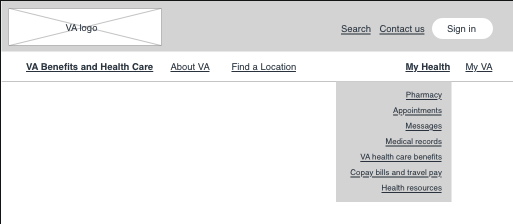 VA logo
Search Contact us Sign in
VA Benefits and Health Care About VA Find a Location My Health My VA
Pharmacy
Appointments
Messages
Medical records
VA health care benefits
Copay bills and travel pay
Health resources